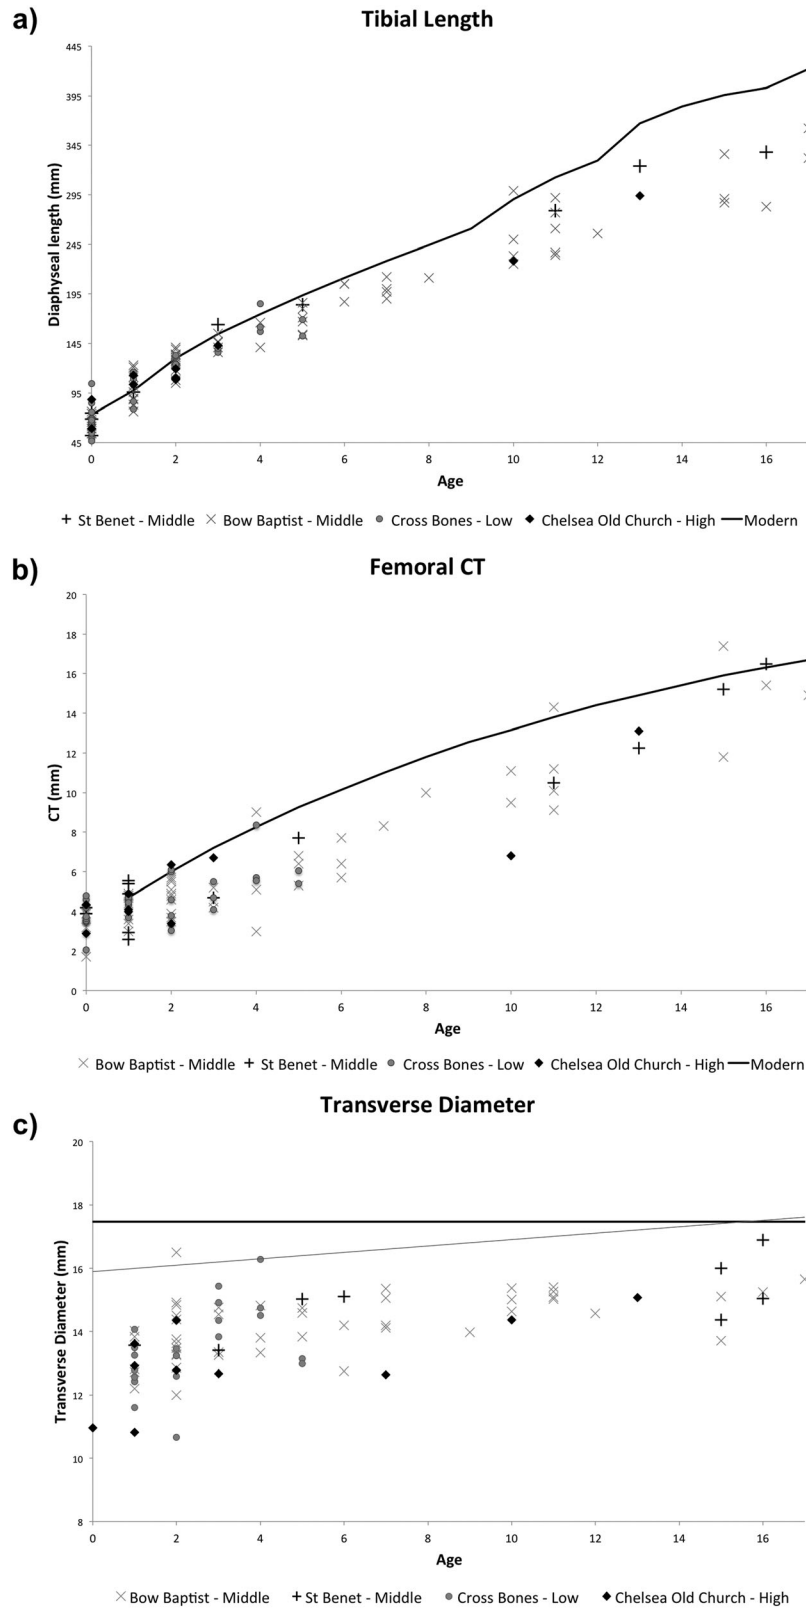 a)
Tibial Length
445
395
345
295
245
195
145
95
45
Diaphyseal length (mm)
0 2 4 6 8 10 12 14 16
Age
St Benet - Middle Bow Baptist - Middle Cross Bones - Low Chelsea Old Church - High Modern
b)
Femoral CT
20
18
16
14
12
10
8
6
4
2
0
CT (mm)
0 2 4 6 8 10 12 14 16
Age
Bow Baptist - Middle St Benet - Middle Cross Bones - Low Chelsea Old Church - High Modern
c)
Transverse Diameter
20
18
16
14
12
10
8
Transverse Diameter (mm)
0 2 4 6 8 10 12 14 16
Age
Bow Baptist - Middle St Benet - Middle Cross Bones - Low Chelsea Old Church - High